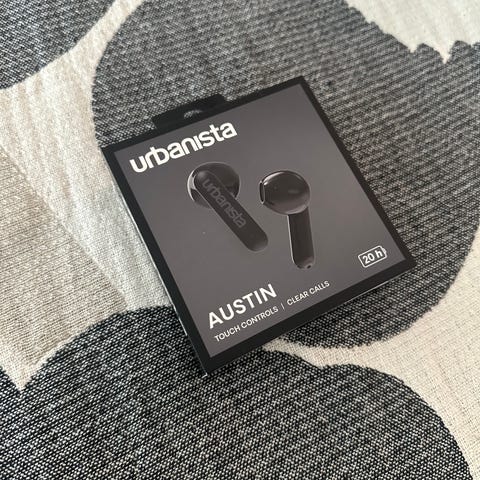 urbanista
urbanista
AUSTIN
TOUCH CONTROLS | CLEAR CALLS
20 h